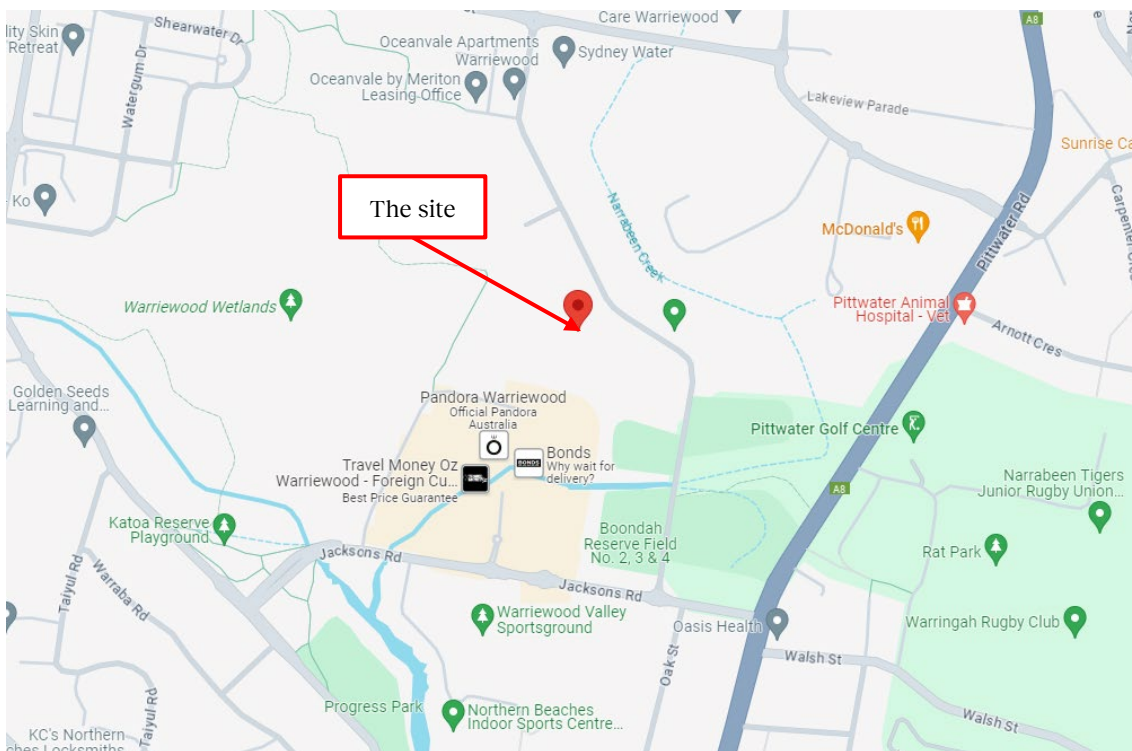 Shearwater Dr
lity Skin
Retreat
Watergum Dr
Oceanvale Apartments
Warriewood
Care Warriewood
Sydney Water
A8
Oceanvale by Meriton
Leasing Office
Lakeview Parade
Sunrise Ca
Ko
The site
Narrabeen Creek
McDonald's
Pittwater Rd
Carpenter Cres
Warriewood Wetlands
Pittwater Animal
Hospital - Vet
Arnott Cres
Golden Seeds
Learning and...
Pandora Warriewood
Official Pandora
Australia
Pittwater Golf Centre
Bonds
Why wait for
delivery?
BONDS
Travel Money Oz
Warriewood - Foreign Cu...
Best Price Guarantee
A8
Narrabeen Tigers
Junior Rugby Union...
Katoa Reserve
Playground
Boondah
Reserve Field
No. 2, 3 & 4
Rat Park
Jacksons Rd
Jacksons Rd
Taiyul Rd
Warraba Rd
Warriewood Valley
Sportsground
Oasis Health
Warringah Rugby Club
Walsh St
Oak St
Progress Park
Northern Beaches
Indoor Sports Centre...
Walsh St
Taiyul Rd
KC's Northern
ches Locksmiths